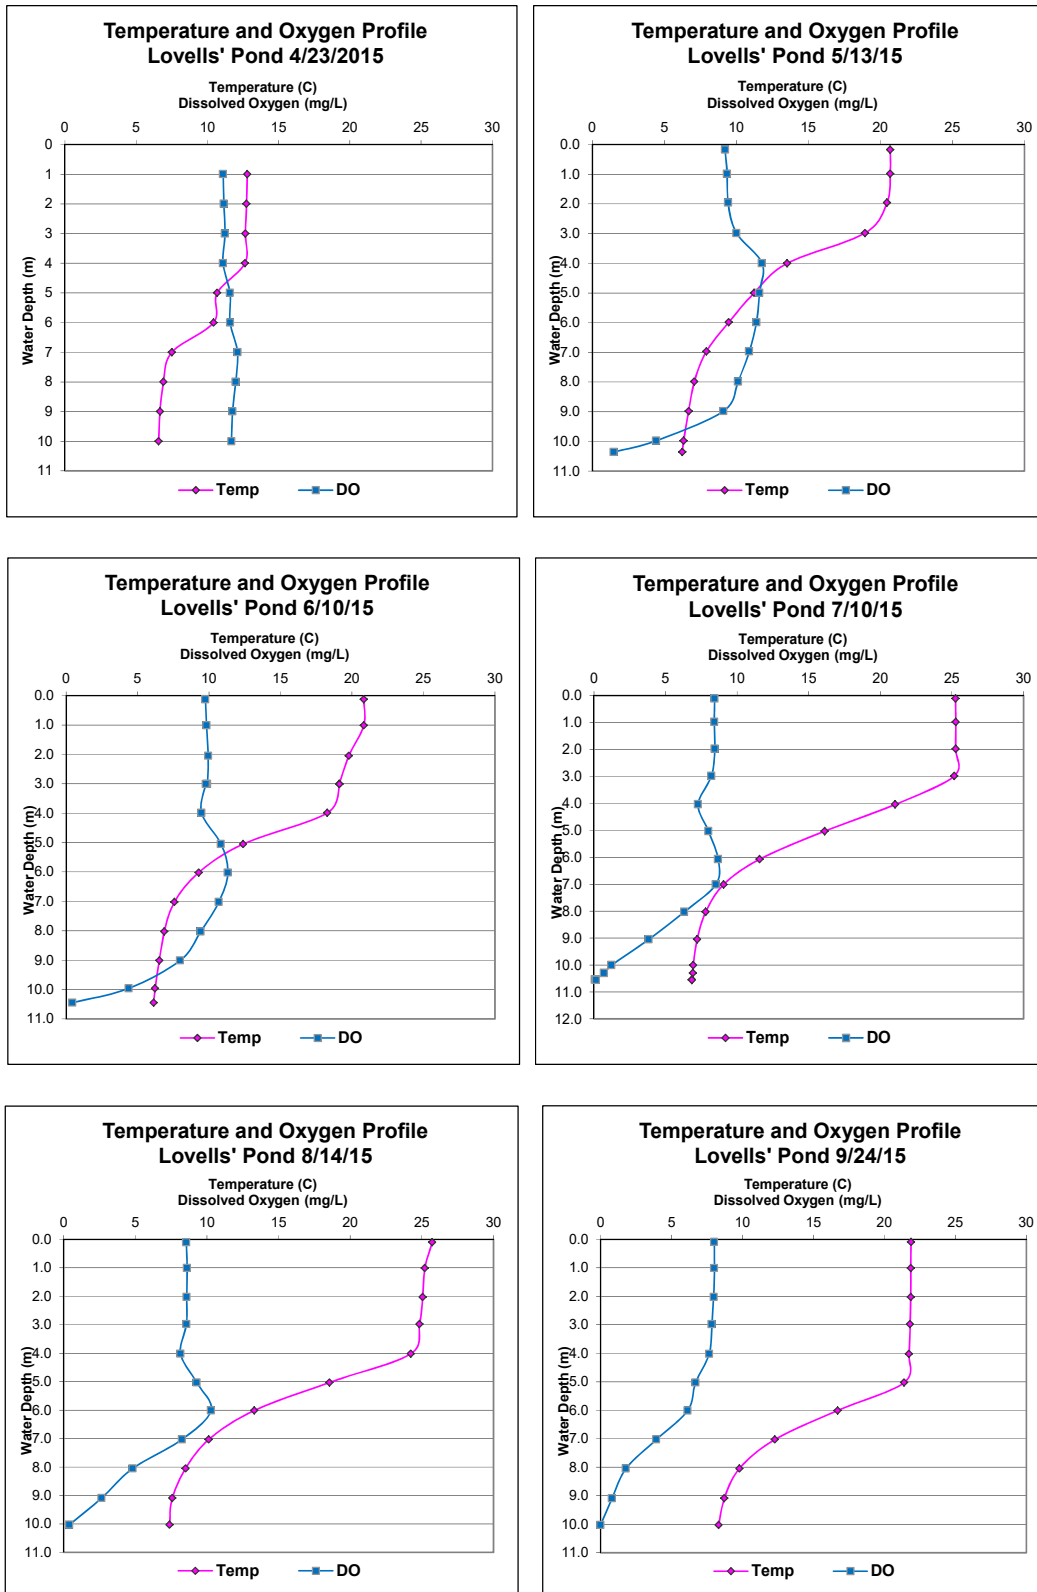 Temperature and Oxygen Profile
Lovells' Pond 4/23/2015
Temperature (C)
Dissolved Oxygen (mg/L)
0 5 10 15 20 25 30
Water Depth (m)
0
1
2
3
4
5
6
7
8
9
10
11
Temp DO
Temperature and Oxygen Profile
Lovells' Pond 5/13/15
Temperature (C)
Dissolved Oxygen (mg/L)
0 5 10 15 20 25 30
Water Depth (m)
0.0
1.0
2.0
3.0
4.0
5.0
6.0
7.0
8.0
9.0
10.0
11.0
Temp DO
Temperature and Oxygen Profile
Lovells' Pond 6/10/15
Temperature (C)
Dissolved Oxygen (mg/L)
0 5 10 15 20 25 30
Water Depth (m)
0.0
1.0
2.0
3.0
4.0
5.0
6.0
7.0
8.0
9.0
10.0
11.0
Temp DO
Temperature and Oxygen Profile
Lovells' Pond 7/10/15
Temperature (C)
Dissolved Oxygen (mg/L)
0 5 10 15 20 25 30
Water Depth (m)
0.0
1.0
2.0
3.0
4.0
5.0
6.0
7.0
8.0
9.0
10.0
11.0
12.0
Temp DO
Temperature and Oxygen Profile
Lovells' Pond 8/14/15
Temperature (C)
Dissolved Oxygen (mg/L)
0 5 10 15 20 25 30
Water Depth (m)
0.0
1.0
2.0
3.0
4.0
5.0
6.0
7.0
8.0
9.0
10.0
11.0
Temp DO
Temperature and Oxygen Profile
Lovells' Pond 9/24/15
Temperature (C)
Dissolved Oxygen (mg/L)
0 5 10 15 20 25 30
Water Depth (m)
0.0
1.0
2.0
3.0
4.0
5.0
6.0
7.0
8.0
9.0
10.0
11.0
Temp DO